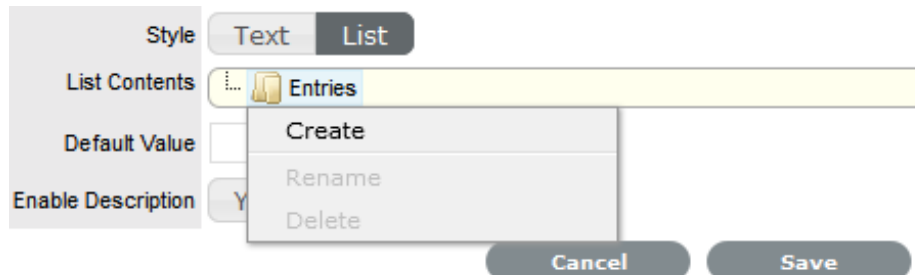 Style Text List
List Contents Entries
Create
Default Value
Rename
Enable Description Y
Delete
Cancel Save